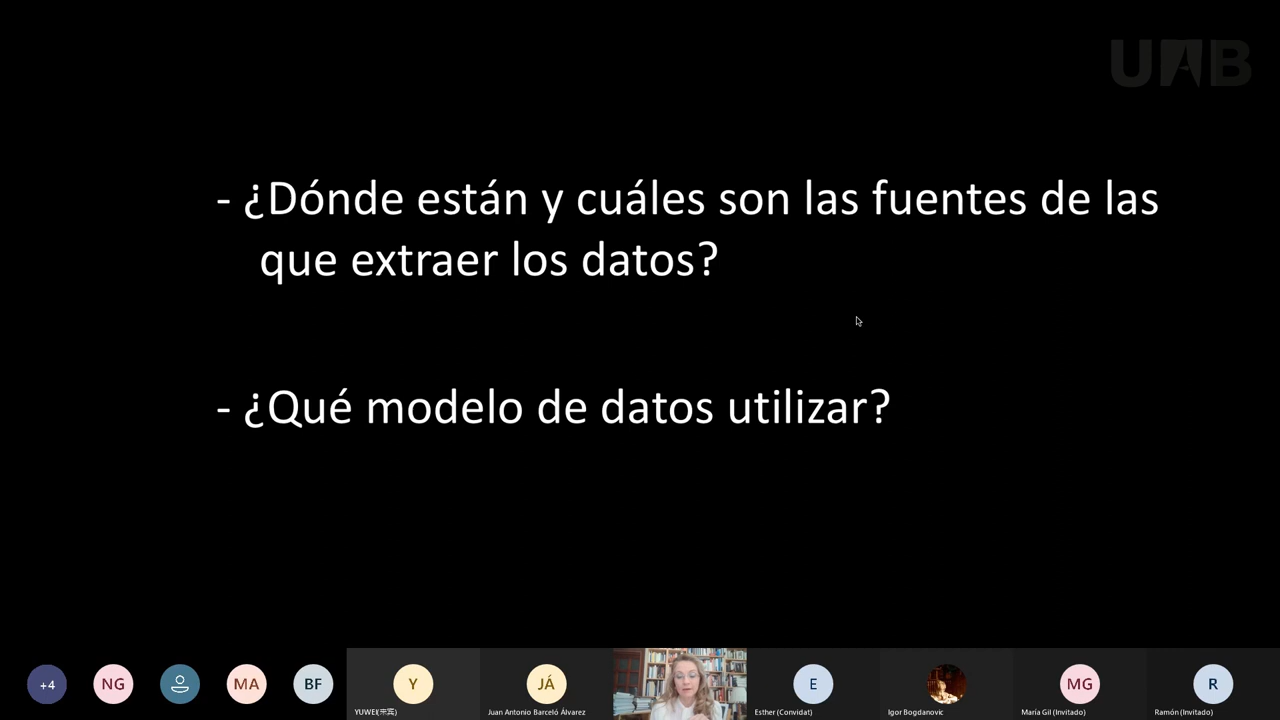 UAB
- ¿Dónde están y cuáles son las fuentes de las
que extraer los datos?
- ¿Qué modelo de datos utilizar?
+4
NG
MA
BF
Y
JÁ
E
MG
R
YUWEI(来宾)
Juan Antonio Barceló Álvarez
Esther (Convidat)
Igor Bogdanovic
María Gil (Invitado)
Ramón (Invitado)